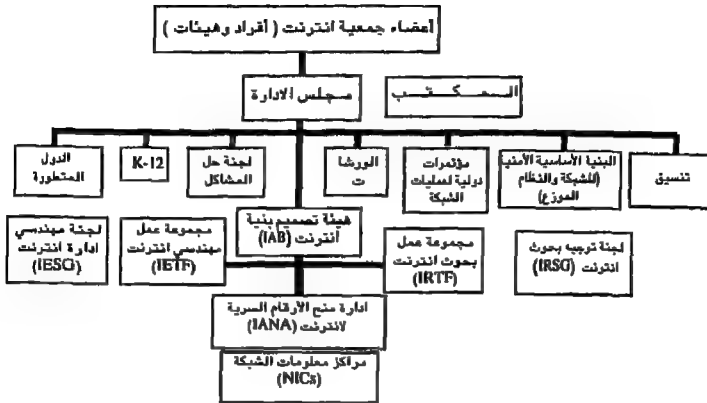 أعضاء جمعية انترنت ( أفراد وهيئات )
مجلس الادارة
المكتب
الدول
المتطورة
K-12
لجنة حل
المشاكل
الورشا
ت
مؤتمرات
دولية لعمليات
الشبكة
البنية الأساسية الأمنية
(للشبكة والنظام
الموزع)
تنسيق
لجنة مهندسي
ادارة انترنت
(IESG)
مجموعة عمل
مهندسي انترنت
(IETF)
هيئة تصميم بنية
أنترنت (IAB)
مجموعة عمل
بحوث انترنت
(IRTF)
لجنة توجيه بحوث
انترنت (IRSG)
ادارة منح الأرقام السرية
لانترنت (IANA)
مراكز معلومات الشبكة
(NICs)